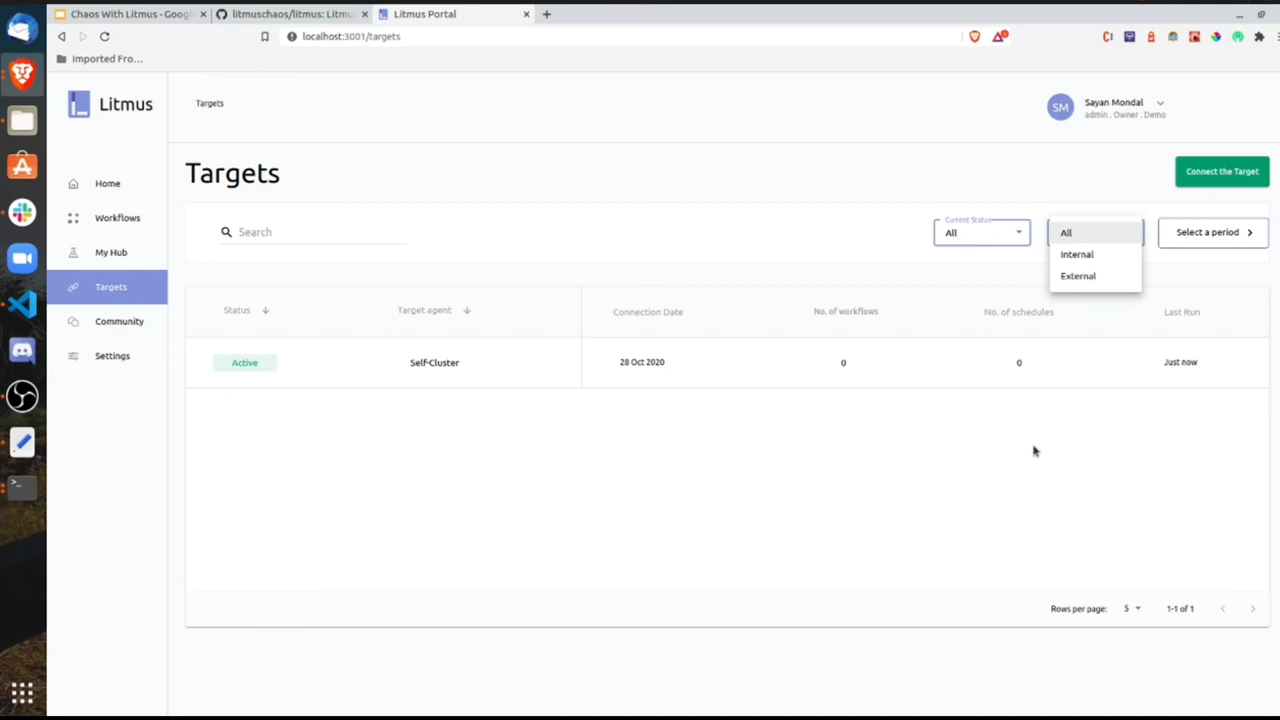 Chaos With Litmus - Googl
litmuschaos/litmus: Litmu
Litmus Portal
localhost:3001/targets
Imported Fro...
Litmus
Targets
SM
Sayan Mondal
admin . Owner . Demo
Home
Workflows
My Hub
Targets
Community
Settings
Targets
Connect the Target
Search
Current Status
All
All
Internal
External
Select a period
Status
Target agent
Connection Date
No. of workflows
No. of schedules
Last Run
Active
Self-Cluster
28 Oct 2020
0
0
Just now
Rows per page:
5
1-1 of 1